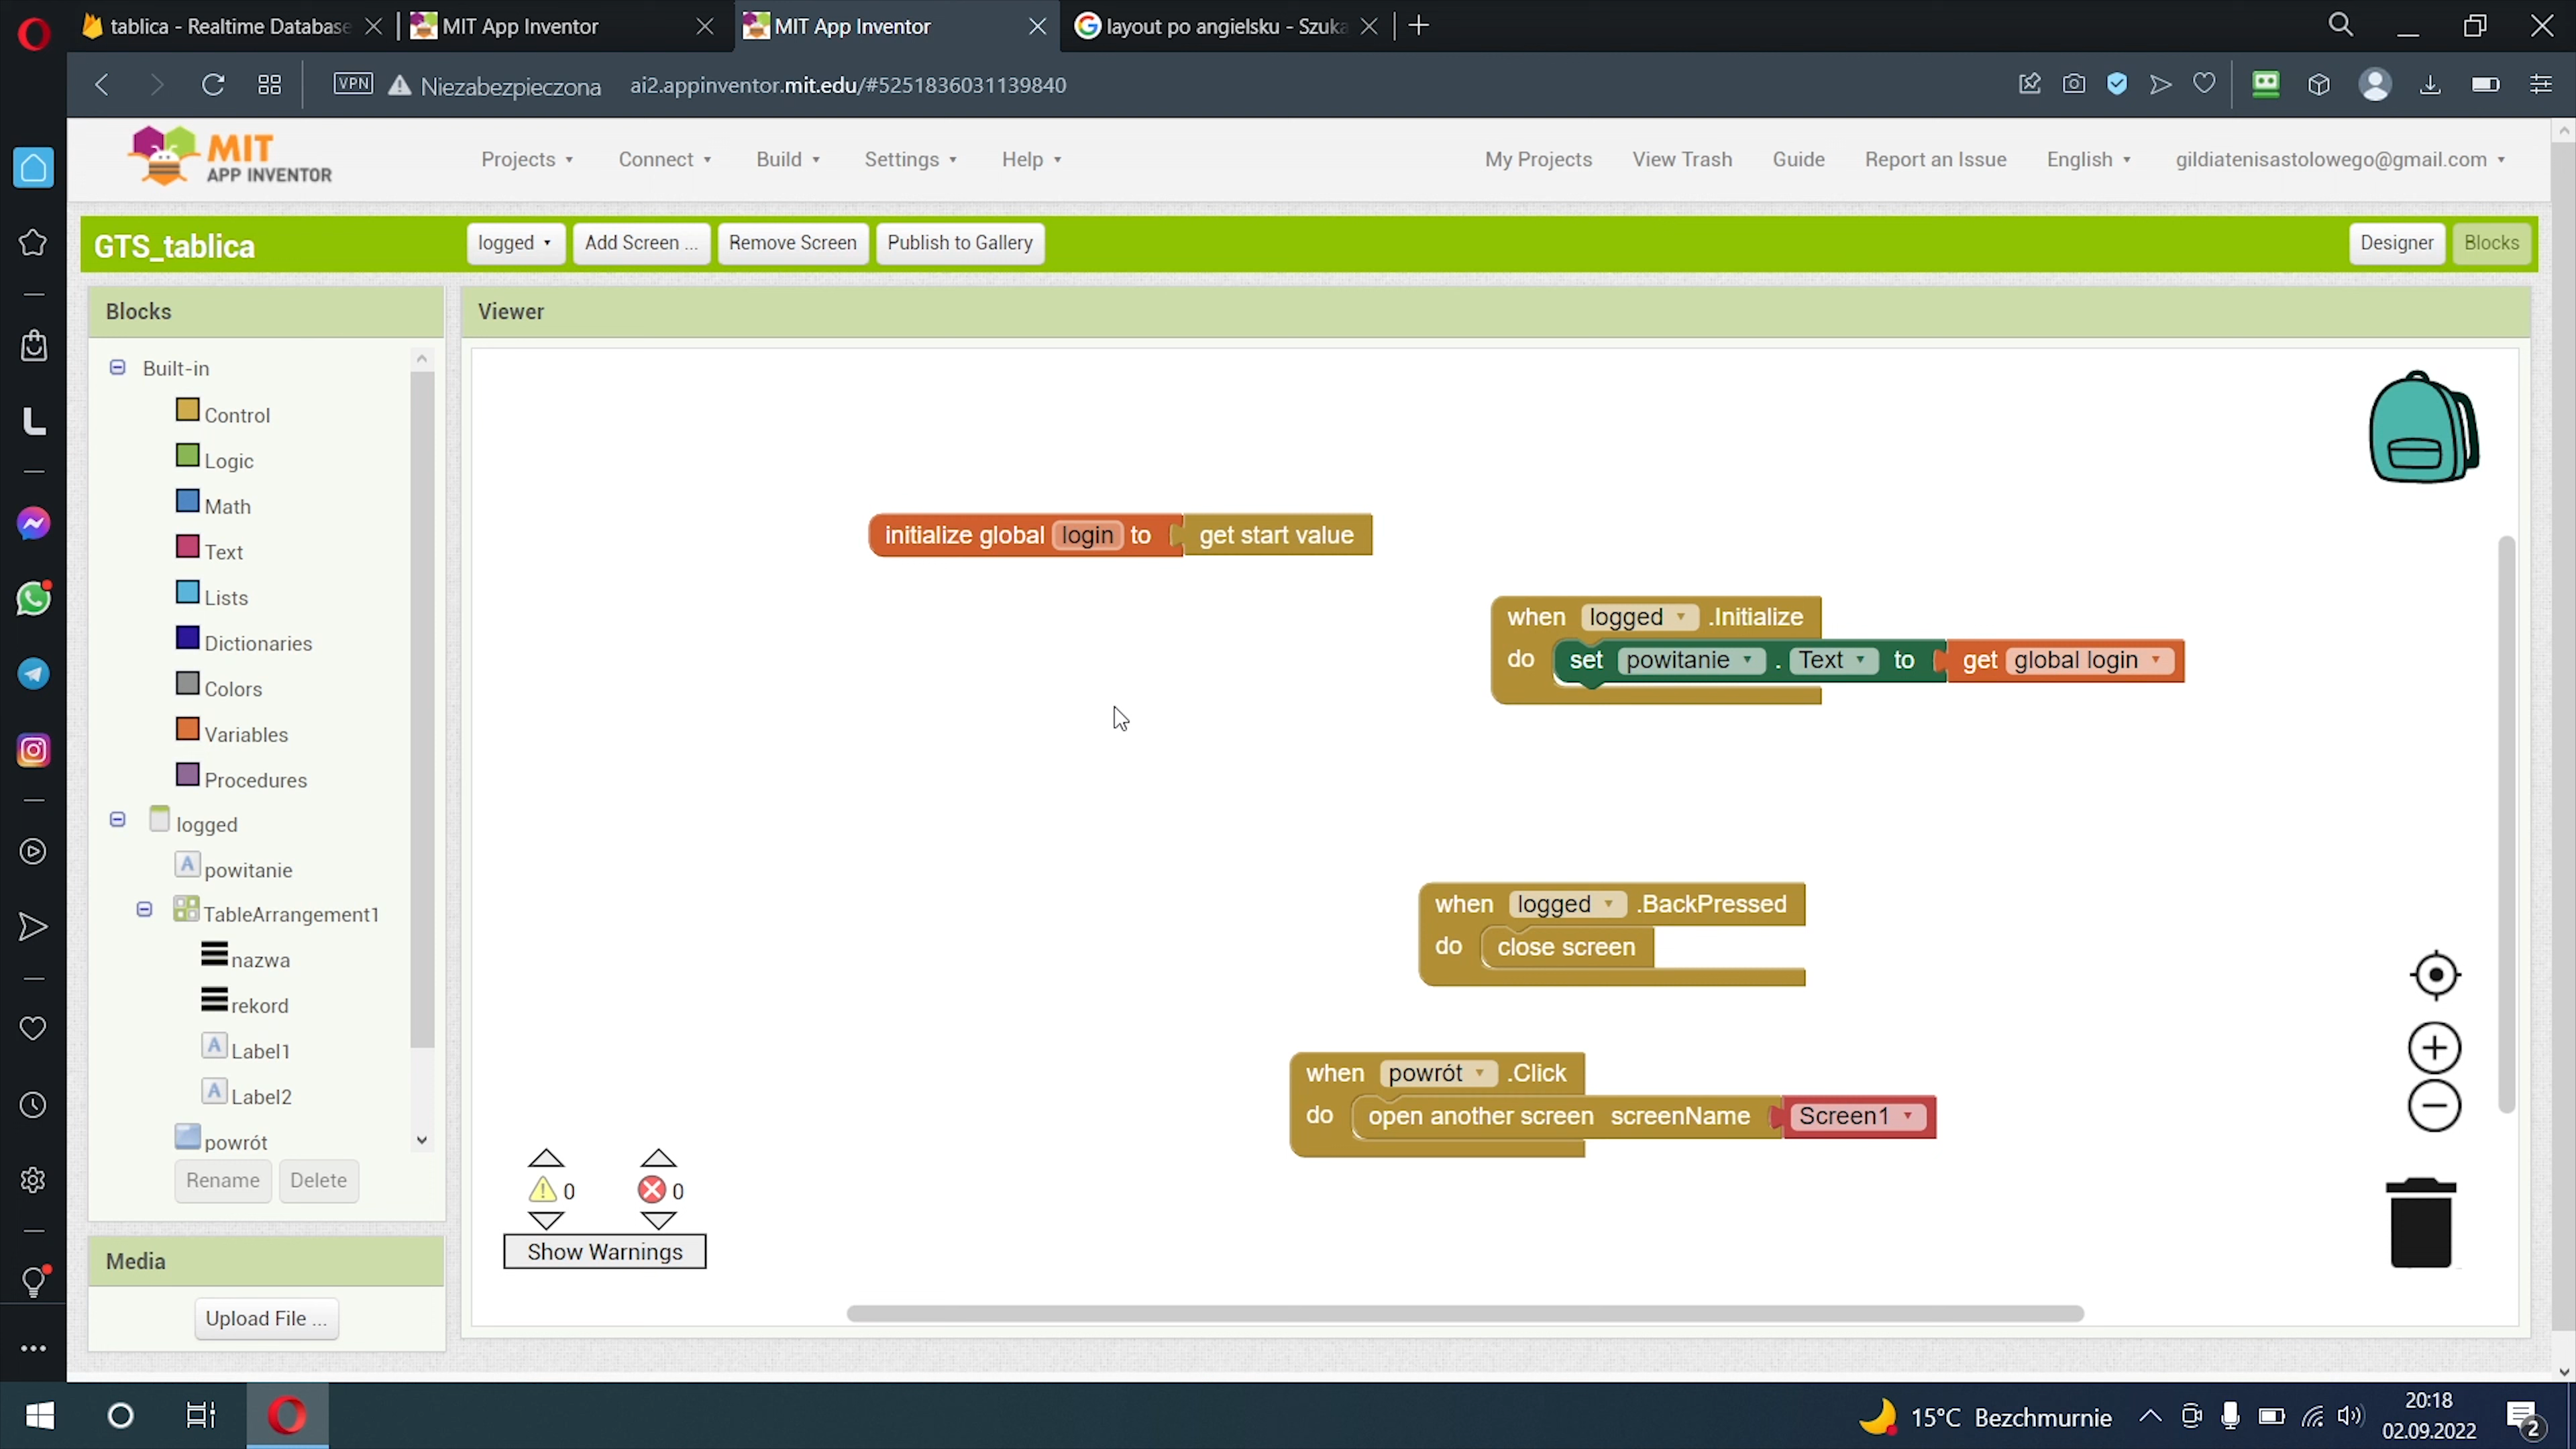 tablica - Realtime Database
MIT App Inventor
MIT App Inventor
layout po angielsku - Szuka
VPN
Niezabezpieczona
ai2.appinventor.mit.edu/#5251836031139840
MIT
APP INVENTOR
Projects
Connect
Build
Settings
Help
My Projects
View Trash
Guide
Report an Issue
English
gildiatenisastolowego@gmail.com
GTS_tablica
logged
Add Screen ...
Remove Screen
Publish to Gallery
Designer
Blocks
Blocks
Viewer
Built-in
Control
Logic
Math
Text
Lists
Dictionaries
Colors
Variables
Procedures
logged
powitanie
TableArrangement1
nazwa
rekord
Label1
Label2
powrót
Rename
Delete
Media
Upload File ...
initialize global login to get start value
when logged .Initialize
do set powitanie . Text to get global login
when logged .BackPressed
do close screen
when powrót .Click
do open another screen screenName Screen1
0
0
Show Warnings
15°C Bezchmurnie
20:18
02.09.2022
2